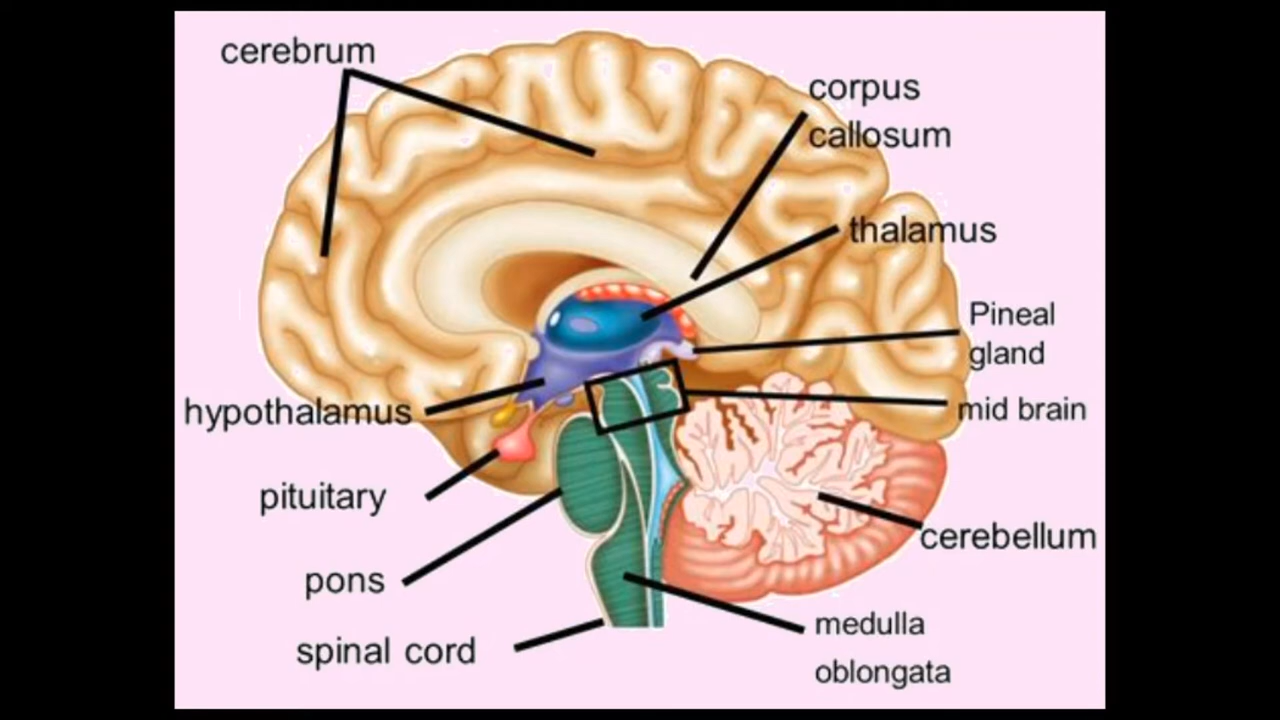 cerebrum
corpus
callosum
thalamus
Pineal
gland
hypothalamus
mid brain
pituitary
cerebellum
pons
medulla
spinal cord
oblongata